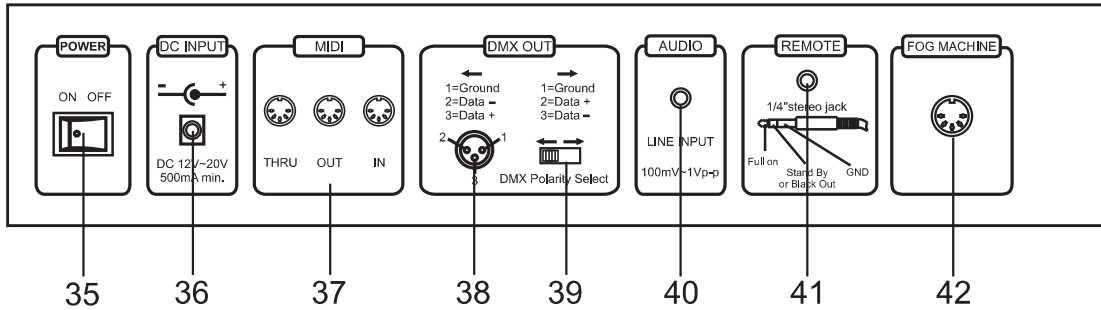 POWER
ON OFF
DC INPUT
- +
DC 12V~20V
500mA min.
MIDI
THRU OUT IN
DMX OUT
1=Ground
2=Data -
3=Data +
1=Ground
2=Data +
3=Data -
2 1
3
DMX Polarity Select
AUDIO
LINE INPUT
100mV~1Vp-p
REMOTE
1/4"stereo jack
Full on
Stand By
or Black Out
GND
FOG MACHINE
35 36 37 38 39 40 41 42